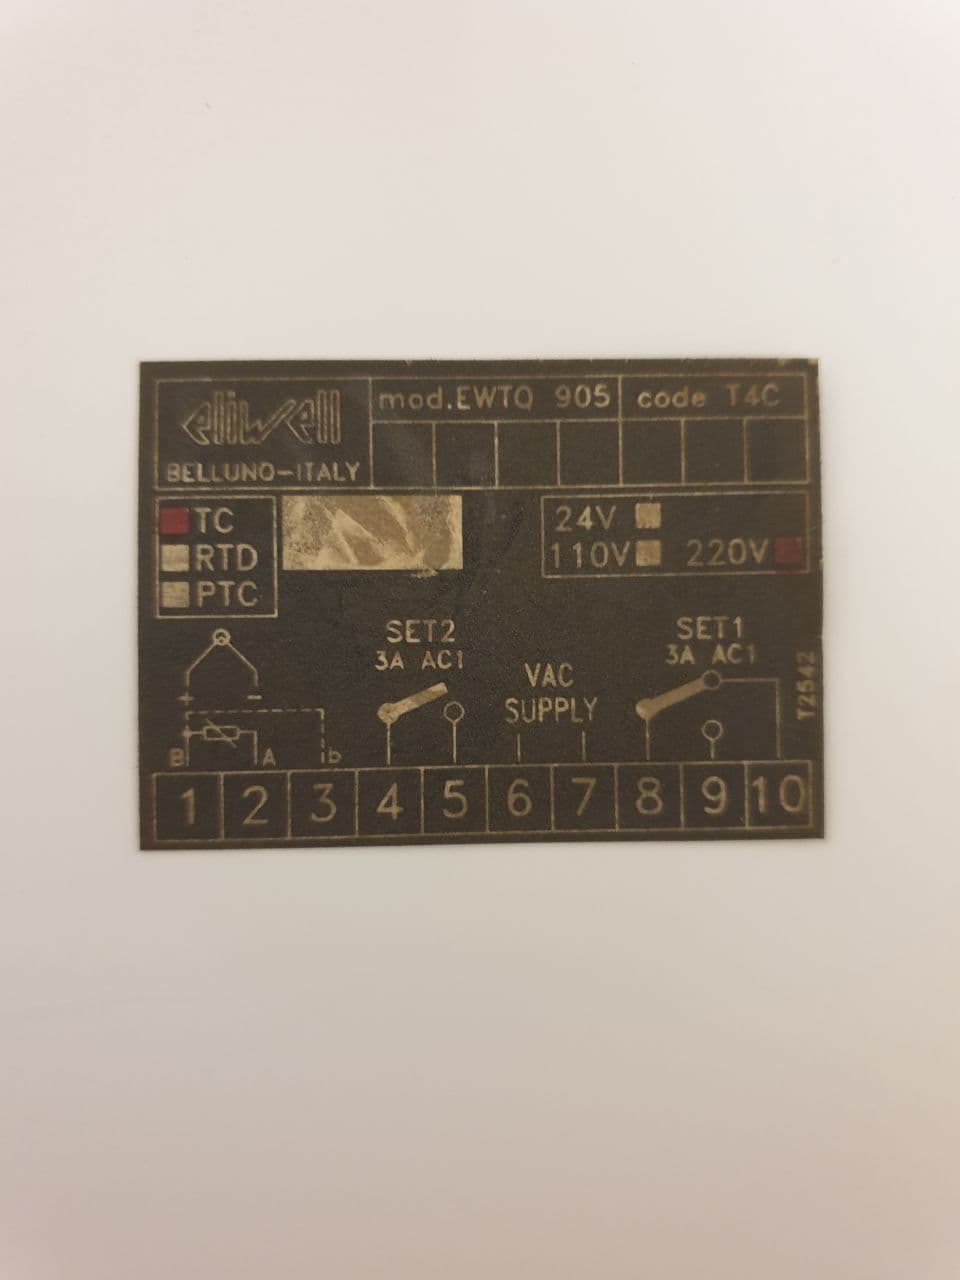 eliwell mod.EWTQ 905 code T4C
BELLUNO-ITALY
TC
RTD
PTC
24V
110V 220V
SET2
3A AC1
VAC
SUPPLY
SET1
3A AC1
T2542
+ -
B A b
1 2 3 4 5 6 7 8 9 10